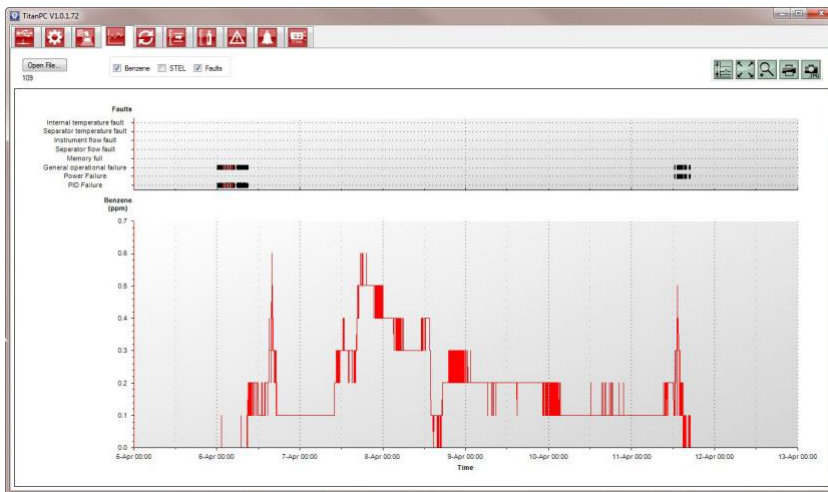 TitanPC V1.0.1.72
Open File...
Benzene STEL Faults
109
Faults
Internal temperature fault
Separator temperature fault
Instrument flow fault
Separator flow fault
Memory full
General operational failure
Power Failure
PID Failure
Benzene
(ppm)
0.7
0.6
0.5
0.4
0.3
0.2
0.1
0.0
5-Apr 00:00 6-Apr 00:00 7-Apr 00:00 8-Apr 00:00 9-Apr 00:00 10-Apr 00:00 11-Apr 00:00 12-Apr 00:00 13-Apr 00:00
Time